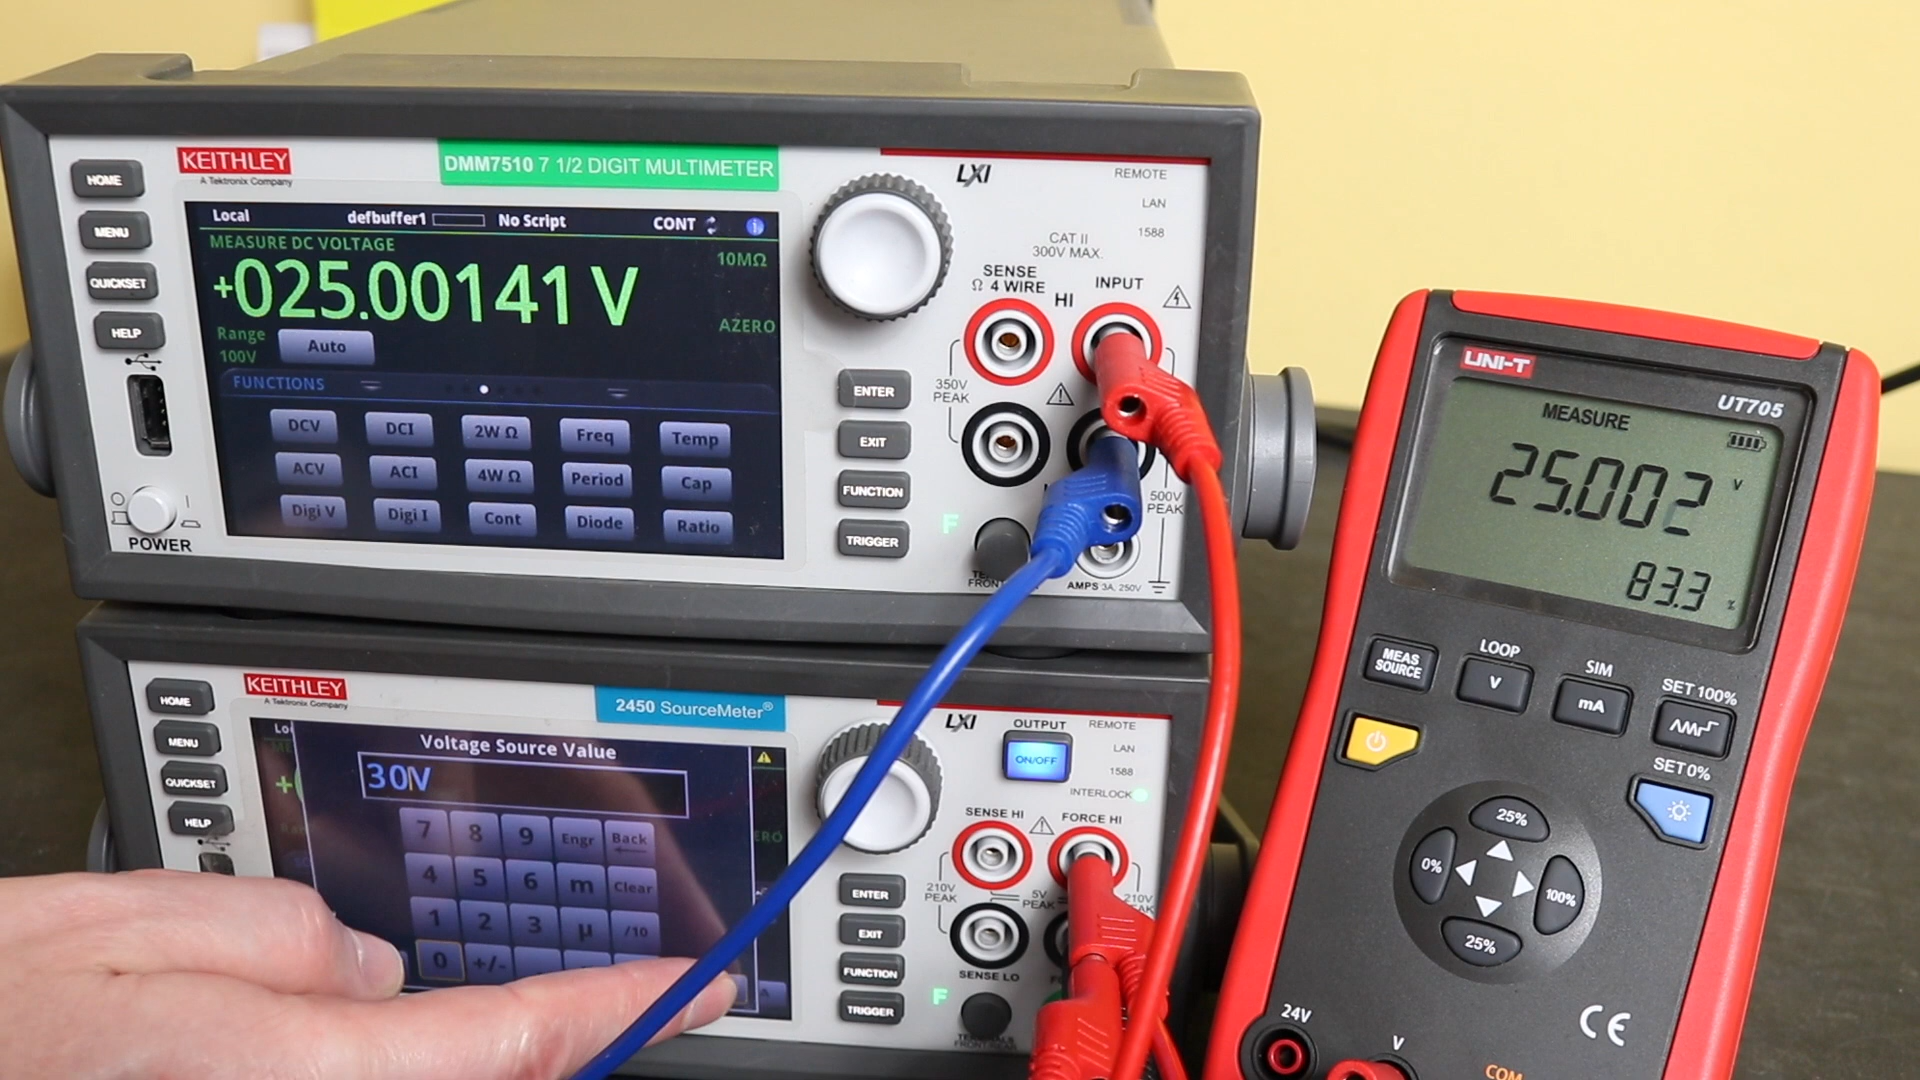 KEITHLEY
A Tektronix Company
DMM7510 7 1/2 DIGIT MULTIMETER
HOME
MENU
QUICKSET
HELP
POWER
Local defbuffer1 No Script CONT
MEASURE DC VOLTAGE
10MΩ
+025.00141 V
Range
100V
Auto
AZERO
FUNCTIONS
DCV DCI 2W Ω Freq Temp
ACV ACI 4W Ω Period Cap
Digi V Digi I Cont Diode Ratio
ENTER
EXIT
FUNCTION
TRIGGER
LXI
REMOTE
LAN
1588
CAT II
300V MAX.
SENSE
Ω 4 WIRE
HI
INPUT
350V
PEAK
500V
PEAK
F
AMPS 3A, 250V
KEITHLEY
A Tektronix Company
2450 SourceMeter®
HOME
MENU
QUICKSET
HELP
Voltage Source Value
30V
7 8 9 Engr Back
4 5 6 m Clear
1 2 3 µ /10
0 +/-
ENTER
EXIT
FUNCTION
TRIGGER
LXI
OUTPUT
ON/OFF
REMOTE
LAN
1588
INTERLOCK
SENSE HI
FORCE HI
210V
PEAK
5V
PEAK
210V
SENSE LO
F
UNI-T
UT705
MEASURE
25.002 V
83.3 %
MEAS
SOURCE
LOOP
V
SIM
mA
SET 100%
SET 0%
25%
0%
100%
25%
CE
24V
V
COM